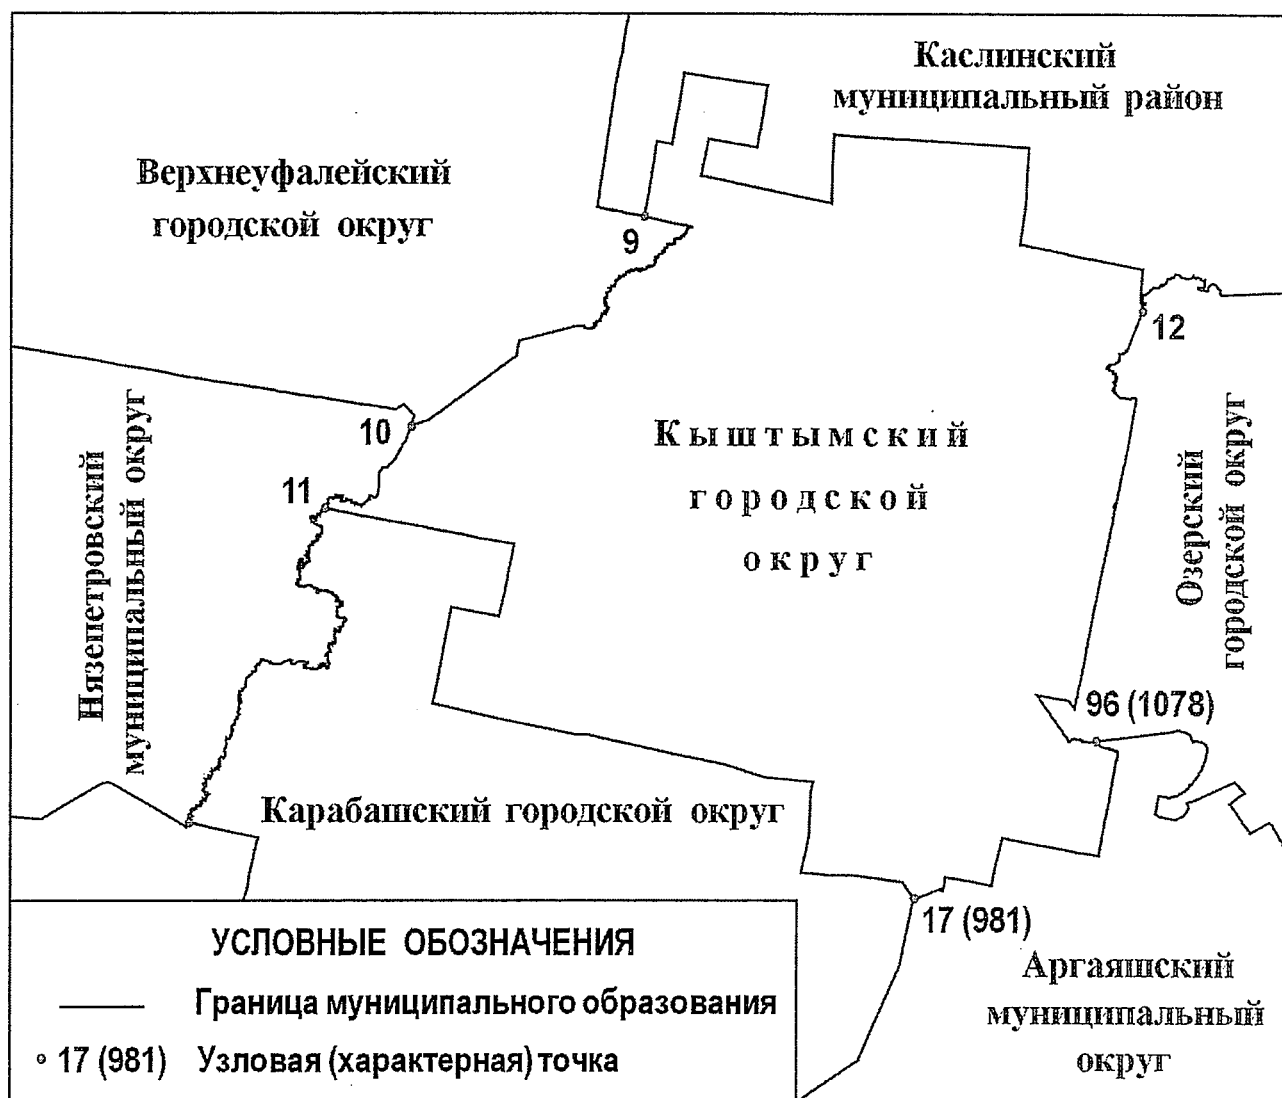 Каслинский
муниципальный район
Верхнеуфалейский
городской округ
9
12
10
Кыштымский
городской
округ
11
Нязепетровский
муниципальный округ
Озерский
городской округ
96 (1078)
Карабашский городской округ
17 (981)
Аргаяшский
муниципальный
округ
УСЛОВНЫЕ ОБОЗНАЧЕНИЯ
Граница муниципального образования
17 (981) Узловая (характерная) точка